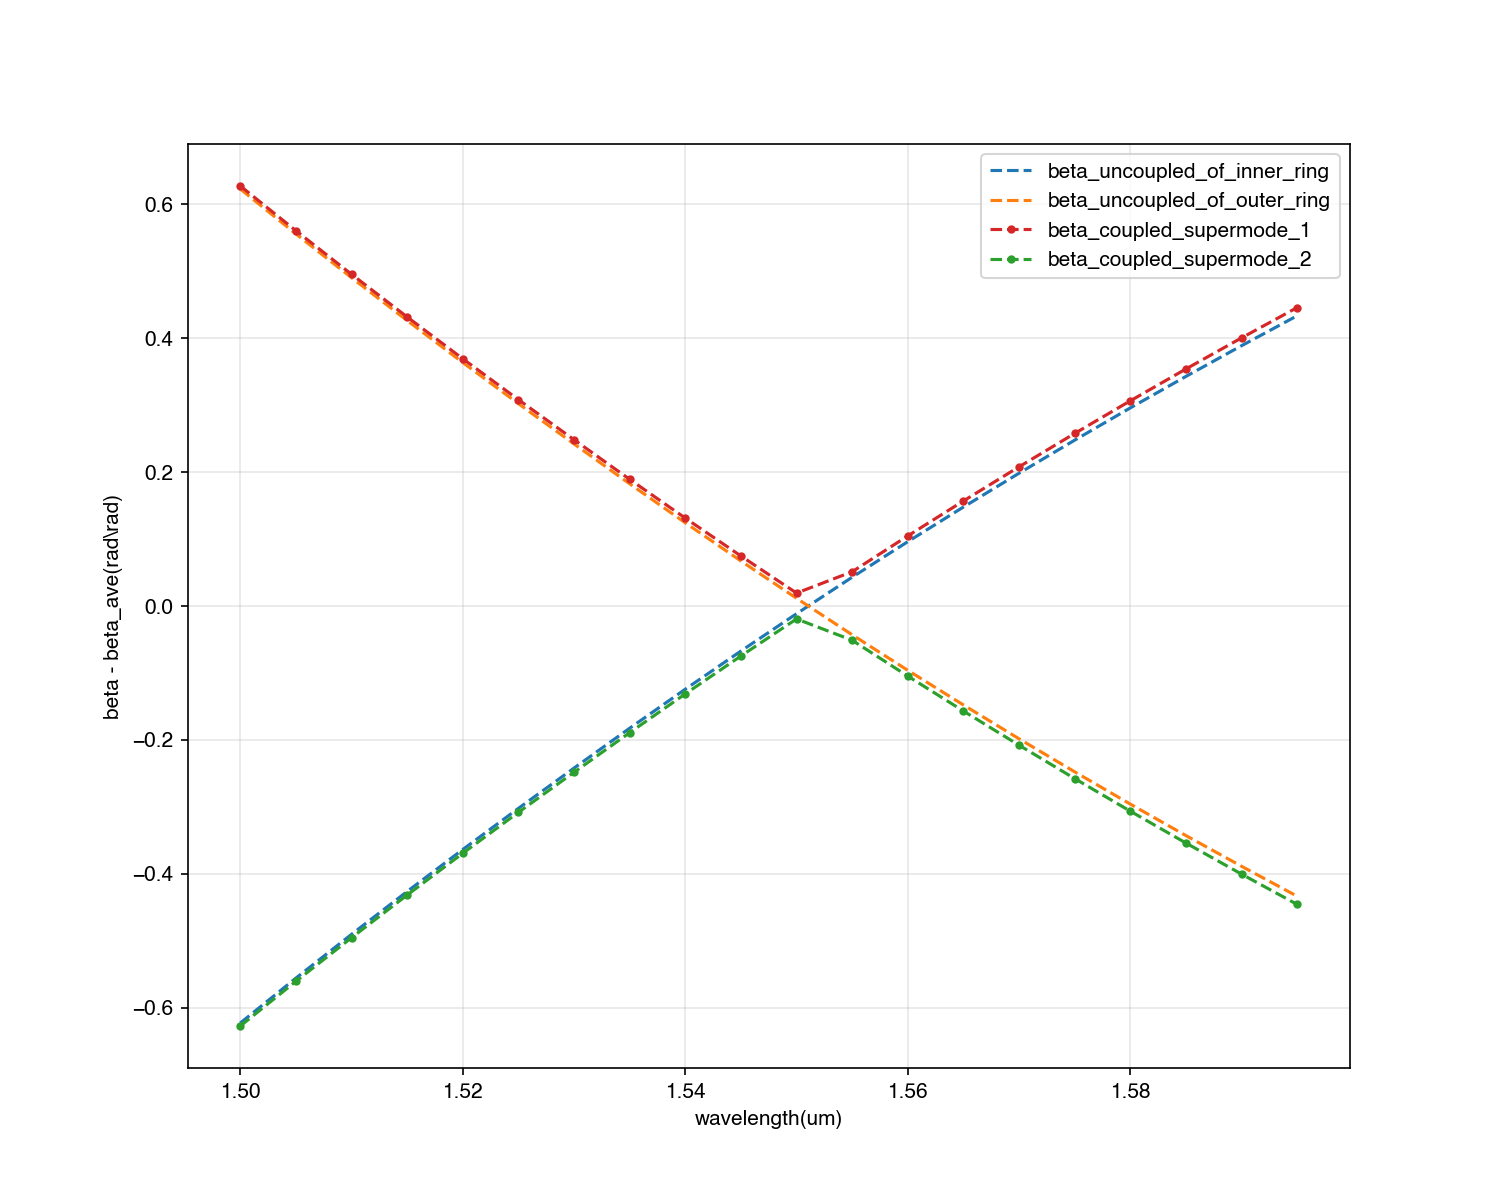 beta_uncoupled_of_inner_ring
beta_uncoupled_of_outer_ring
beta_coupled_supermode_1
beta_coupled_supermode_2
beta - beta_ave(rad\rad)
0.6
0.4
0.2
0.0
−0.2
−0.4
−0.6
1.50 1.52 1.54 1.56 1.58
wavelength(um)